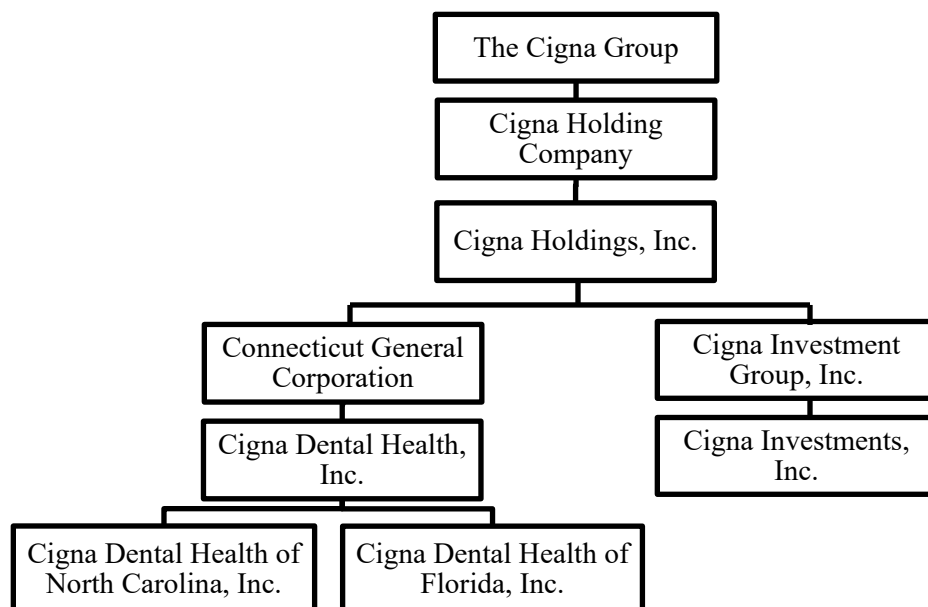 The Cigna Group
Cigna Holding
Company
Cigna Holdings, Inc.
Connecticut General
Corporation
Cigna Investment
Group, Inc.
Cigna Dental Health,
Inc.
Cigna Investments,
Inc.
Cigna Dental Health of
North Carolina, Inc.
Cigna Dental Health of
Florida, Inc.